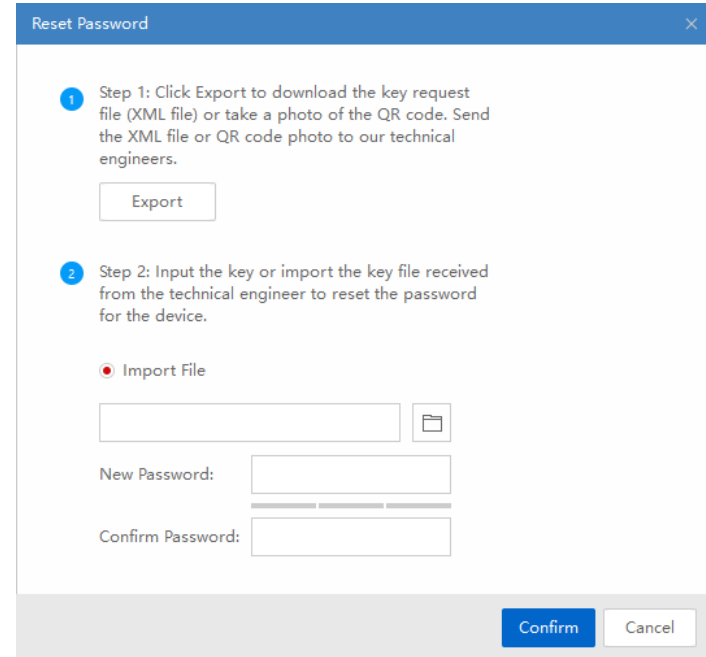 Reset Password
1
Step 1: Click Export to download the key request
file (XML file) or take a photo of the QR code. Send
the XML file or QR code photo to our technical
engineers.
Export
2
Step 2: Input the key or import the key file received
from the technical engineer to reset the password
for the device.
Import File
New Password:
Confirm Password:
Confirm Cancel